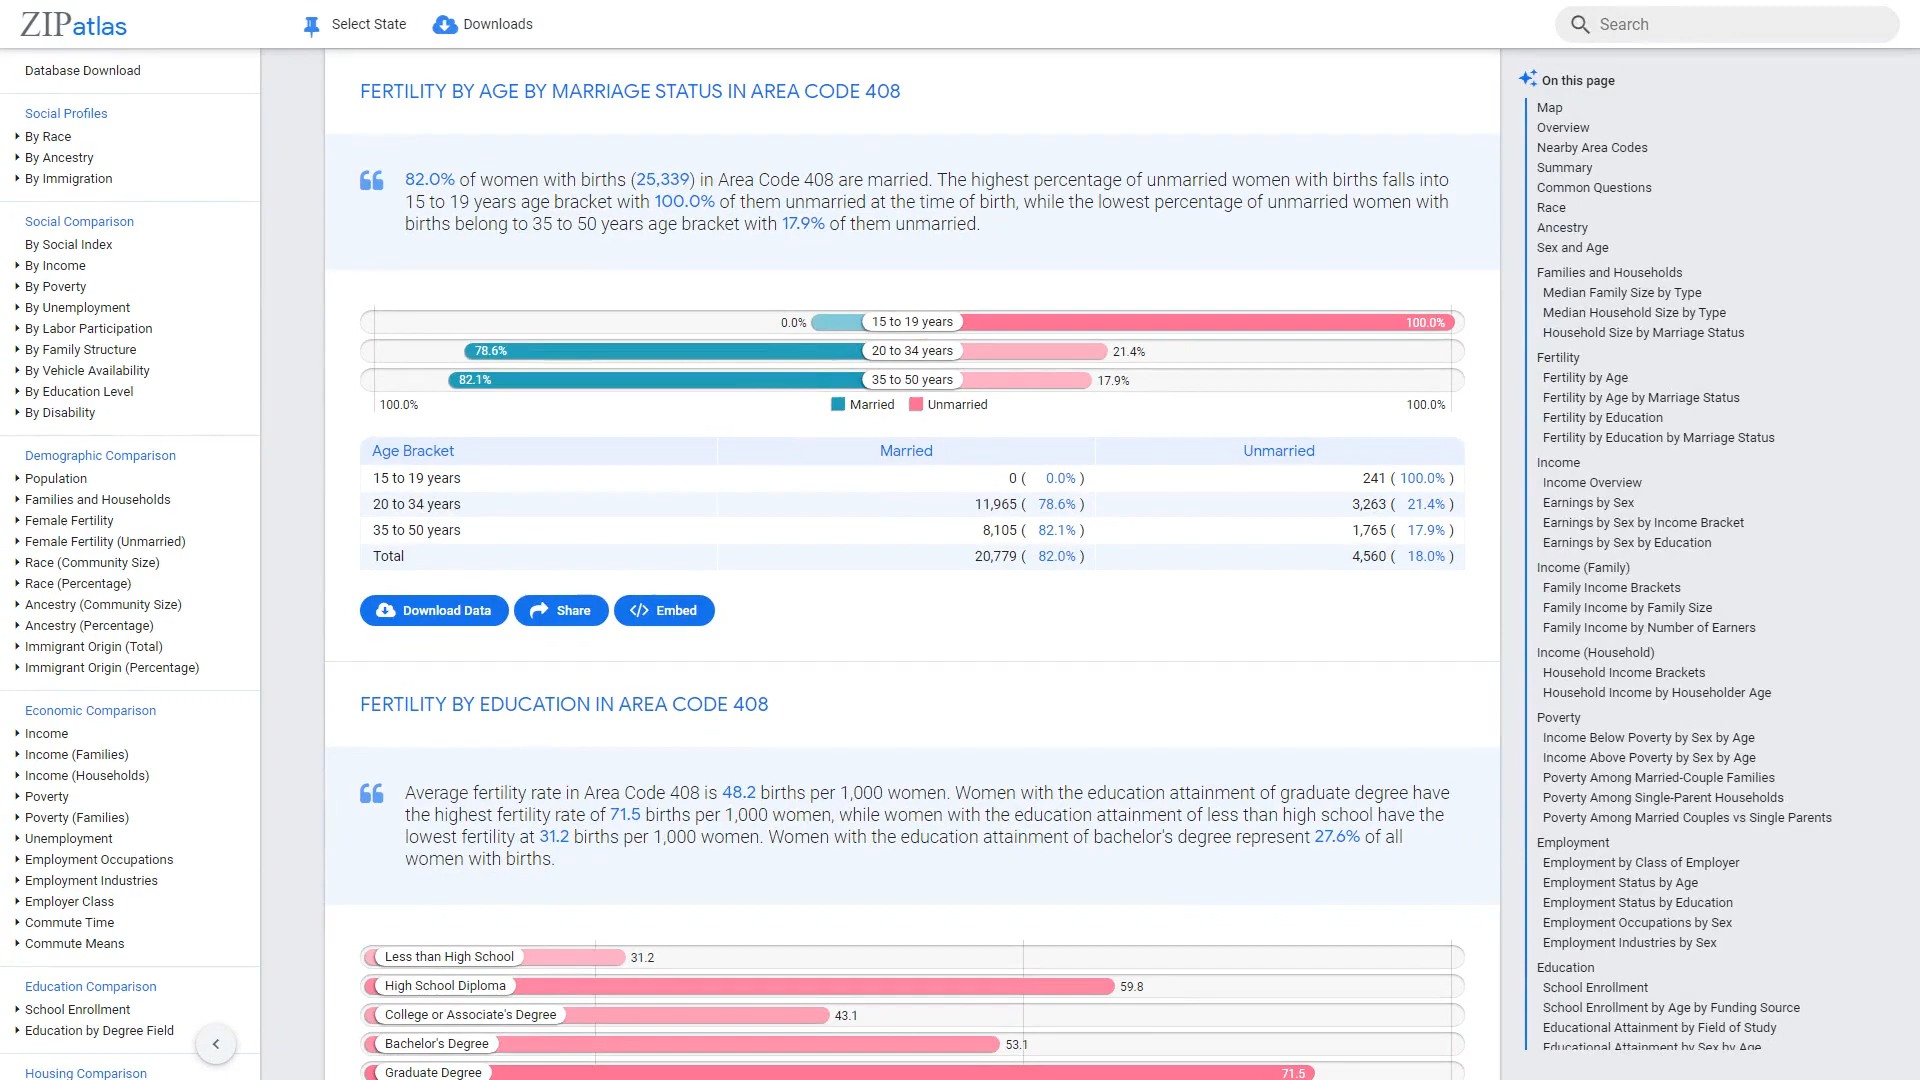 ZIPatlas
Select State
Downloads
Search
Database Download
Social Profiles
By Race
By Ancestry
By Immigration
Social Comparison
By Social Index
By Income
By Poverty
By Unemployment
By Labor Participation
By Family Structure
By Vehicle Availability
By Education Level
By Disability
Demographic Comparison
Population
Families and Households
Female Fertility
Female Fertility (Unmarried)
Race (Community Size)
Race (Percentage)
Ancestry (Community Size)
Ancestry (Percentage)
Immigrant Origin (Total)
Immigrant Origin (Percentage)
Economic Comparison
Income
Income (Families)
Income (Households)
Poverty
Poverty (Families)
Unemployment
Employment Occupations
Employment Industries
Employer Class
Commute Time
Commute Means
Education Comparison
School Enrollment
Education by Degree Field
Housing Comparison
FERTILITY BY AGE BY MARRIAGE STATUS IN AREA CODE 408
82.0% of women with births (25,339) in Area Code 408 are married. The highest percentage of unmarried women with births falls into
15 to 19 years age bracket with 100.0% of them unmarried at the time of birth, while the lowest percentage of unmarried women with
births belong to 35 to 50 years age bracket with 17.9% of them unmarried.
0.0% 15 to 19 years 100.0%
78.6% 20 to 34 years 21.4%
82.1% 35 to 50 years 17.9%
100.0% Married Unmarried 100.0%
Age Bracket Married Unmarried
15 to 19 years 0 ( 0.0% ) 241 ( 100.0% )
20 to 34 years 11,965 ( 78.6% ) 3,263 ( 21.4% )
35 to 50 years 8,105 ( 82.1% ) 1,765 ( 17.9% )
Total 20,779 ( 82.0% ) 4,560 ( 18.0% )
Download Data
Share
Embed
FERTILITY BY EDUCATION IN AREA CODE 408
Average fertility rate in Area Code 408 is 48.2 births per 1,000 women. Women with the education attainment of graduate degree have
the highest fertility rate of 71.5 births per 1,000 women, while women with the education attainment of less than high school have the
lowest fertility at 31.2 births per 1,000 women. Women with the education attainment of bachelor's degree represent 27.6% of all
women with births.
Less than High School 31.2
High School Diploma 59.8
College or Associate's Degree 43.1
Bachelor's Degree 53.1
Graduate Degree 71.5
On this page
Map
Overview
Nearby Area Codes
Summary
Common Questions
Race
Ancestry
Sex and Age
Families and Households
Median Family Size by Type
Median Household Size by Type
Household Size by Marriage Status
Fertility
Fertility by Age
Fertility by Age by Marriage Status
Fertility by Education
Fertility by Education by Marriage Status
Income
Income Overview
Earnings by Sex
Earnings by Sex by Income Bracket
Earnings by Sex by Education
Income (Family)
Family Income Brackets
Family Income by Family Size
Family Income by Number of Earners
Income (Household)
Household Income Brackets
Household Income by Householder Age
Poverty
Income Below Poverty by Sex by Age
Income Above Poverty by Sex by Age
Poverty Among Married-Couple Families
Poverty Among Single-Parent Households
Poverty Among Married Couples vs Single Parents
Employment
Employment by Class of Employer
Employment Status by Age
Employment Status by Education
Employment Occupations by Sex
Employment Industries by Sex
Education
School Enrollment
School Enrollment by Age by Funding Source
Educational Attainment by Field of Study
Educational Attainment by Sex by Age